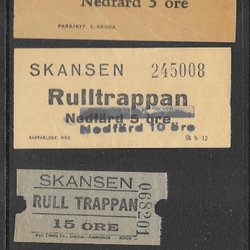 Nedfärd 5 öre
SKANSEN 245008
Rulltrappan
Nedfärd 5 öre
Nedfärd 10 öre
Sk b 12
SKANSEN
RULL TRAPPAN
15 ÖRE
068201